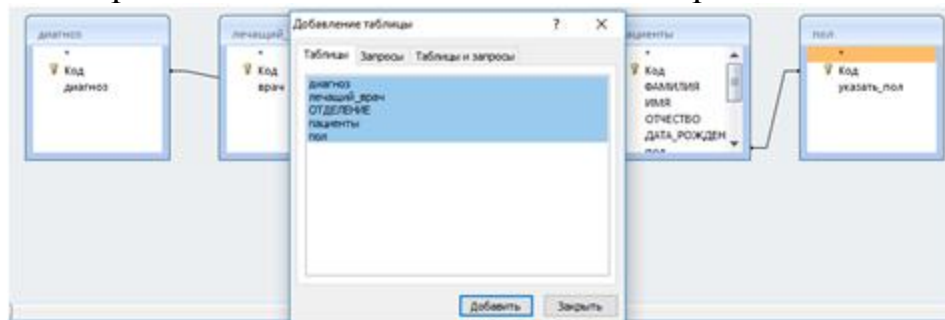 диагноз
*
Код
диагноз
лечащий_
*
Код
врач
Добавление таблицы
? ×
Таблицы Запросы Таблицы и запросы
диагноз
лечащий_врач
ОТДЕЛЕНИЕ
пациенты
пол
Добавить Закрыть
ациенты
*
Код
ФАМИЛИЯ
ИМЯ
ОТЧЕСТВО
ДАТА_РОЖДЕН
пол
*
Код
указать_пол